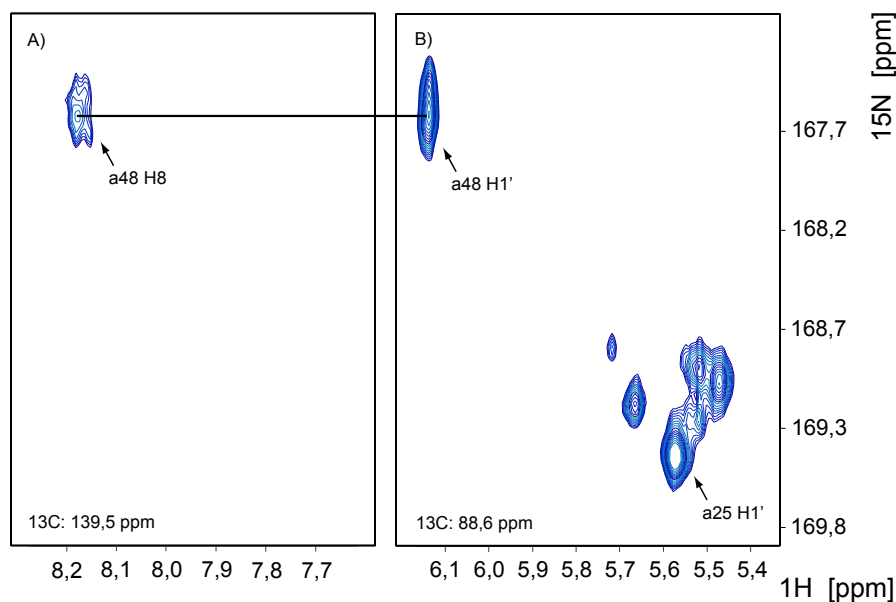 A)
B)
15N [ppm]
167,7
a48 H8
a48 H1'
168,2
168,7
169,3
a25 H1'
13C: 139,5 ppm
13C: 88,6 ppm
169,8
8,2 8,1 8,0 7,9 7,8 7,7
6,1 6,0 5,9 5,8 5,7 5,6 5,5 5,4
1H [ppm]